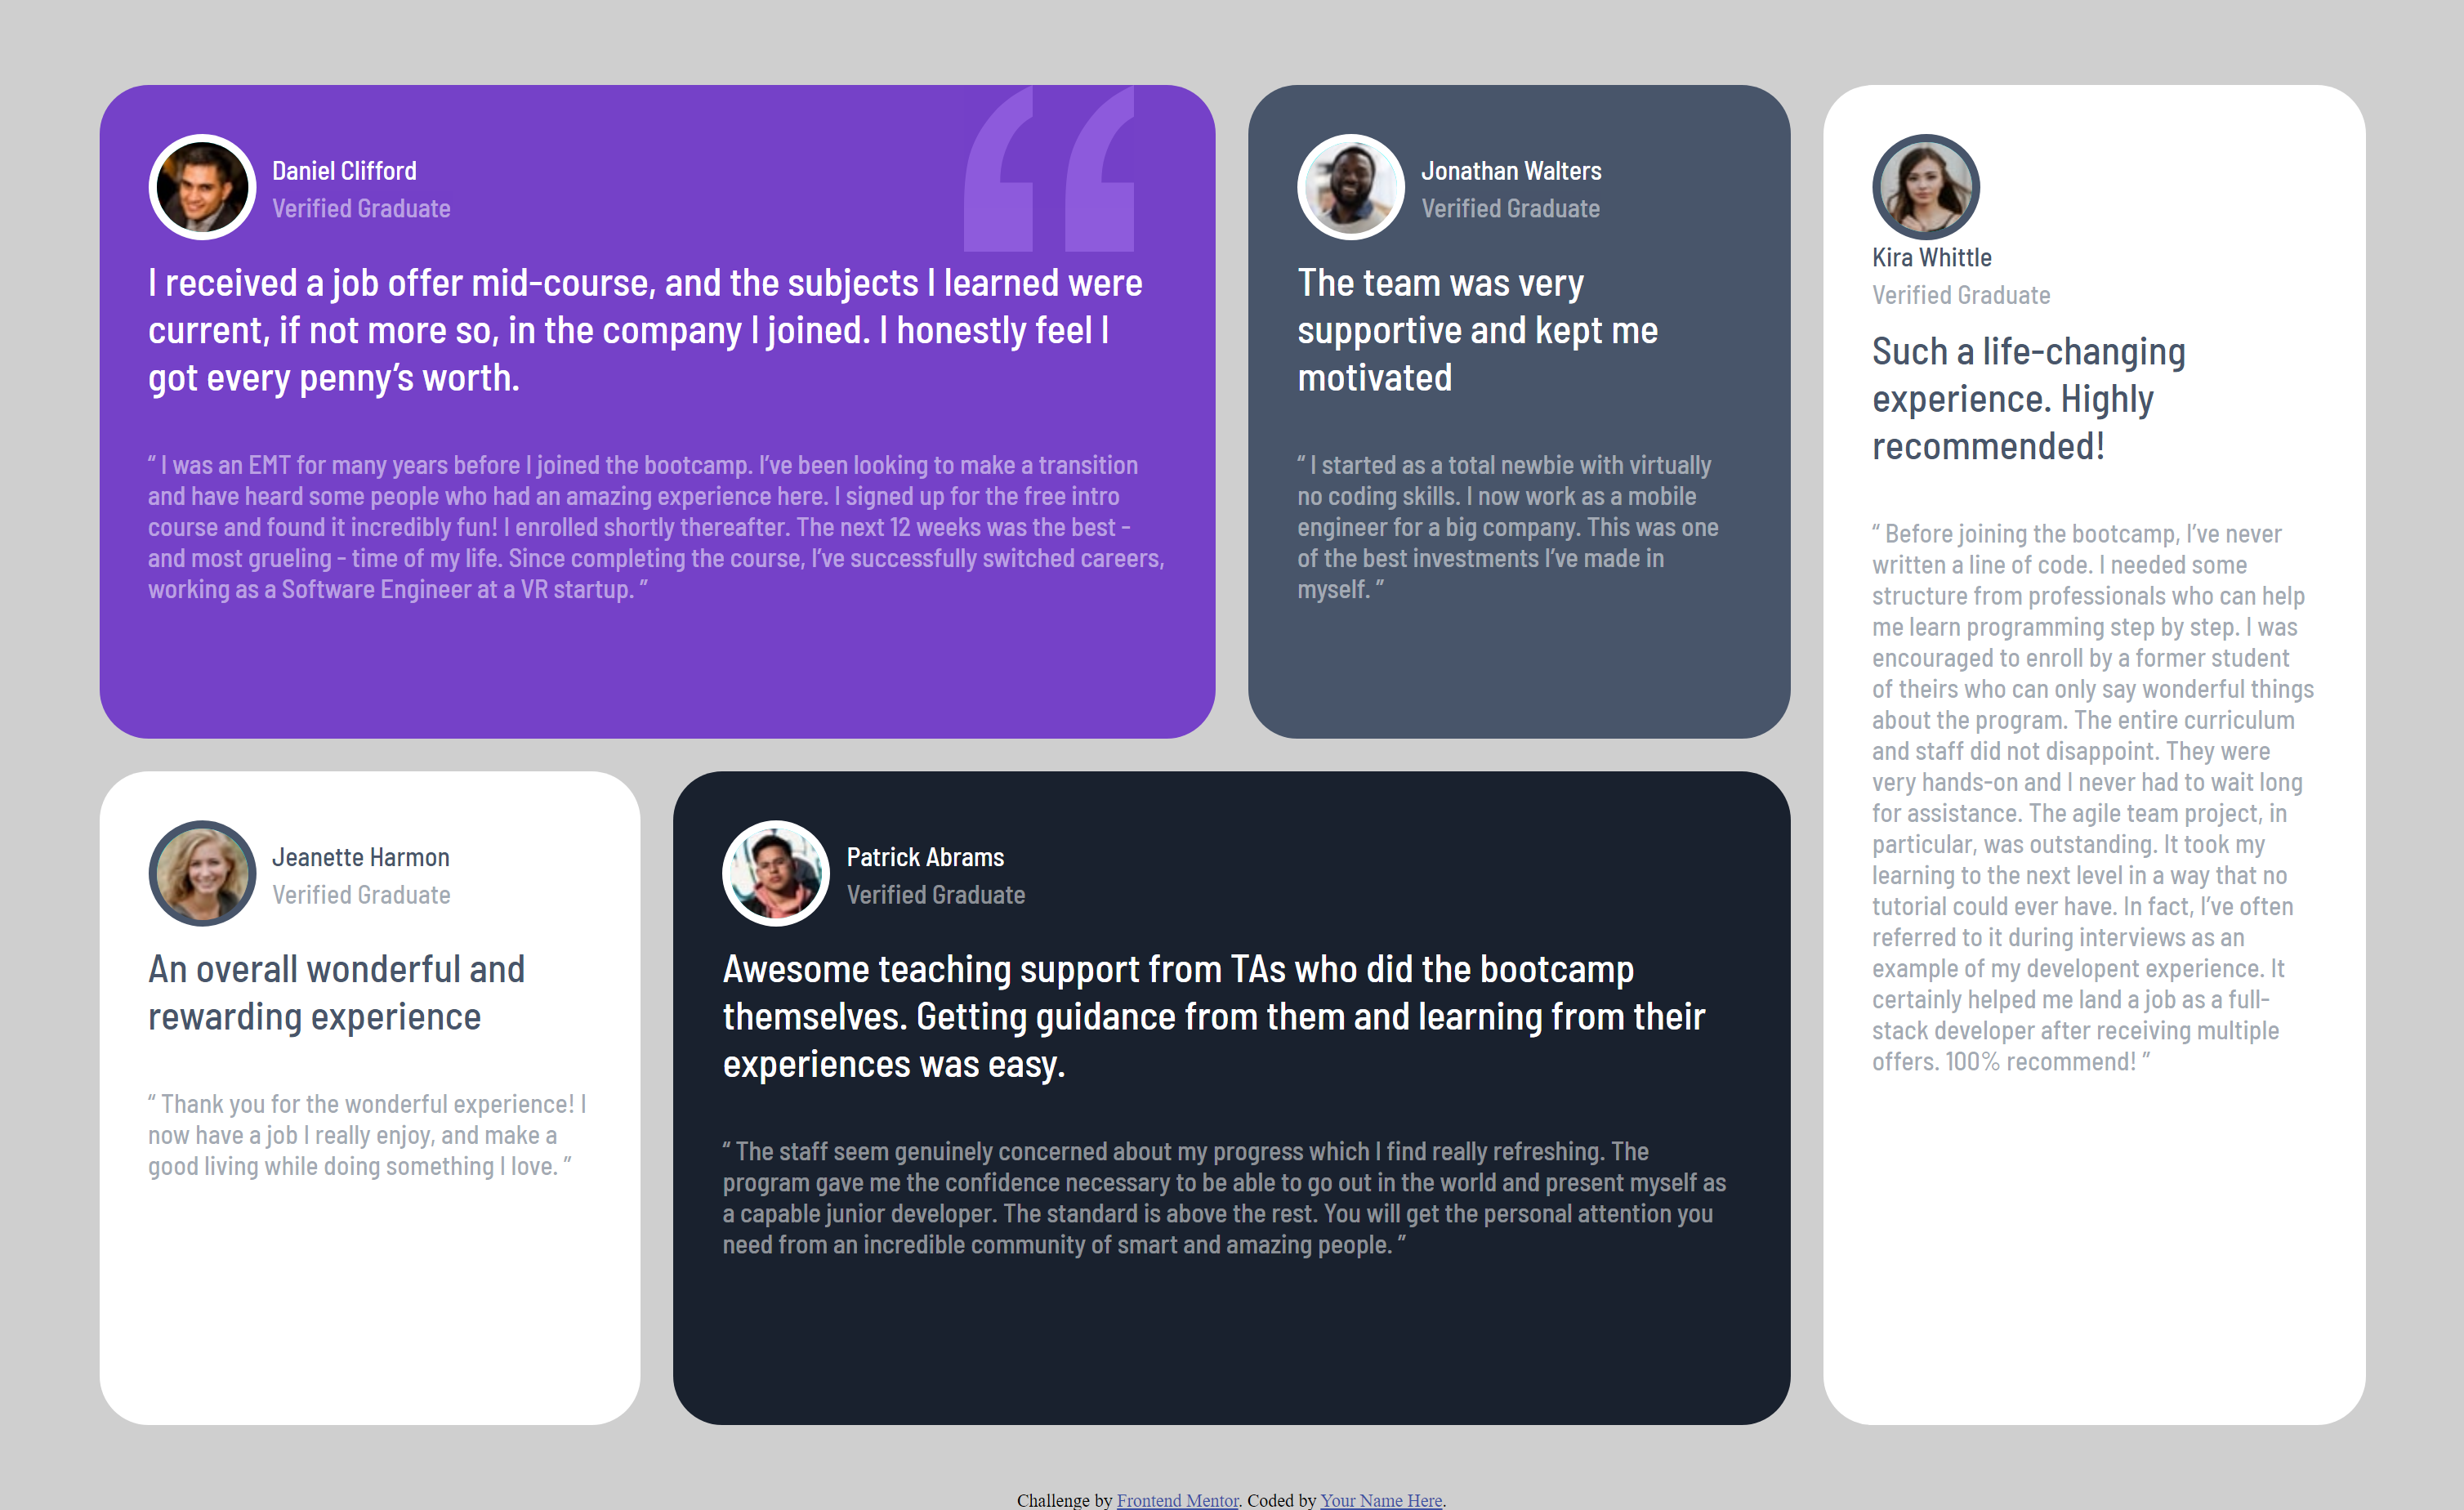 Daniel Clifford
Verified Graduate
I received a job offer mid-course, and the subjects I learned were
current, if not more so, in the company I joined. I honestly feel I
got every penny’s worth.
“ I was an EMT for many years before I joined the bootcamp. I’ve been looking to make a transition
and have heard some people who had an amazing experience here. I signed up for the free intro
course and found it incredibly fun! I enrolled shortly thereafter. The next 12 weeks was the best -
and most grueling - time of my life. Since completing the course, I’ve successfully switched careers,
working as a Software Engineer at a VR startup. ”
Jonathan Walters
Verified Graduate
The team was very
supportive and kept me
motivated
“ I started as a total newbie with virtually
no coding skills. I now work as a mobile
engineer for a big company. This was one
of the best investments I’ve made in
myself. ”
Kira Whittle
Verified Graduate
Such a life-changing
experience. Highly
recommended!
“ Before joining the bootcamp, I’ve never
written a line of code. I needed some
structure from professionals who can help
me learn programming step by step. I was
encouraged to enroll by a former student
of theirs who can only say wonderful things
about the program. The entire curriculum
and staff did not disappoint. They were
very hands-on and I never had to wait long
for assistance. The agile team project, in
particular, was outstanding. It took my
learning to the next level in a way that no
tutorial could ever have. In fact, I’ve often
referred to it during interviews as an
example of my developent experience. It
certainly helped me land a job as a full-
stack developer after receiving multiple
offers. 100% recommend! ”
Jeanette Harmon
Verified Graduate
An overall wonderful and
rewarding experience
“ Thank you for the wonderful experience! I
now have a job I really enjoy, and make a
good living while doing something I love. ”
Patrick Abrams
Verified Graduate
Awesome teaching support from TAs who did the bootcamp
themselves. Getting guidance from them and learning from their
experiences was easy.
“ The staff seem genuinely concerned about my progress which I find really refreshing. The
program gave me the confidence necessary to be able to go out in the world and present myself as
a capable junior developer. The standard is above the rest. You will get the personal attention you
need from an incredible community of smart and amazing people. ”
Challenge by Frontend Mentor. Coded by Your Name Here.